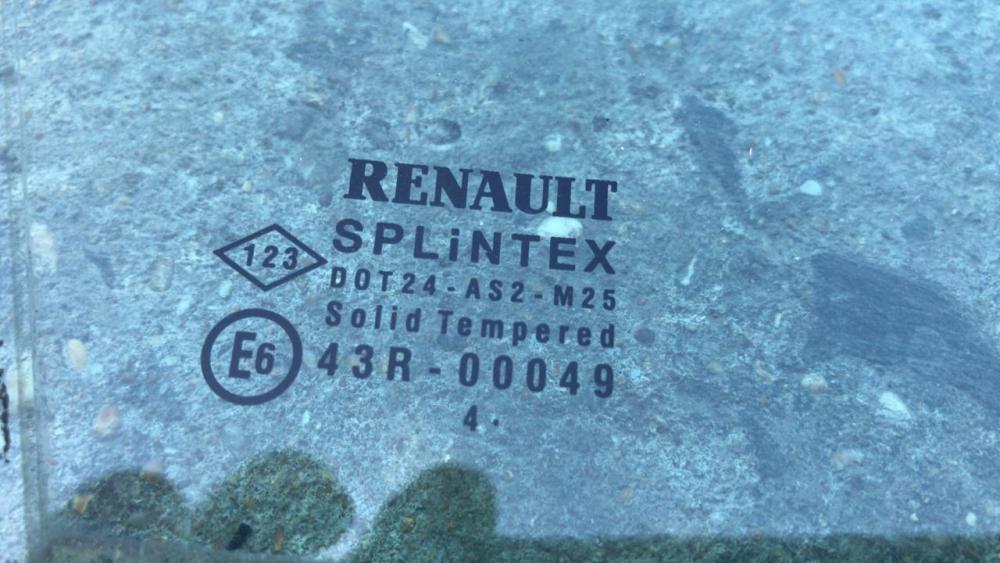 RENAULT
123 SPLiNTEX
DOT24-AS2-M25
Solid Tempered
E6 43R-00049
4.